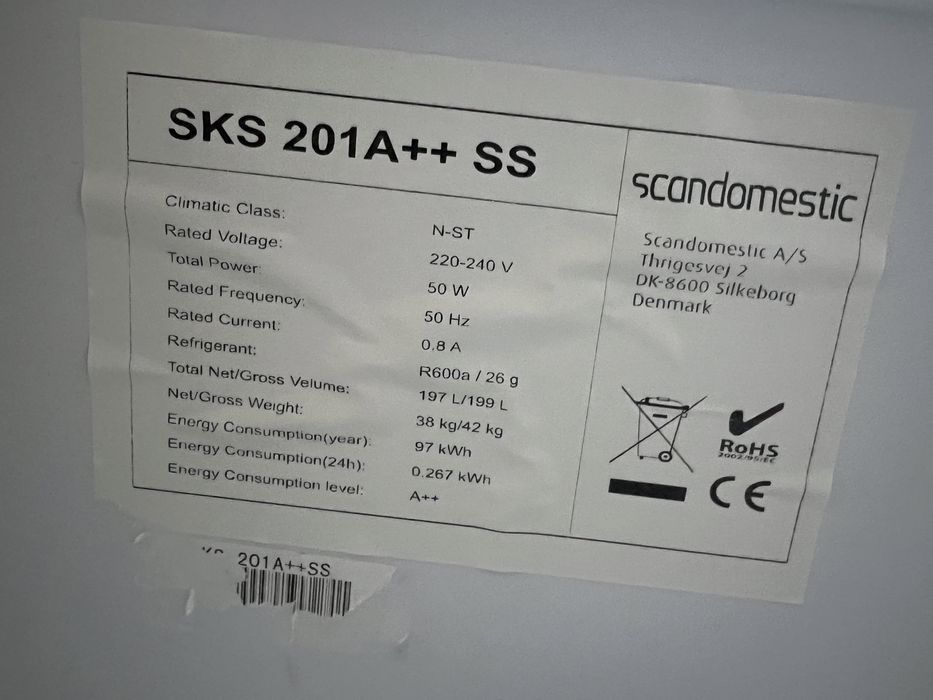 SKS 201A++ SS
Climatic Class: N-ST
Rated Voltage: 220-240 V
Total Power: 50 W
Rated Frequency: 50 Hz
Rated Current: 0.8 A
Refrigerant: R600a / 26 g
Total Net/Gross Velume: 197 L/199 L
Net/Gross Weight: 38 kg/42 kg
Energy Consumption(year): 97 kWh
Energy Consumption(24h): 0.267 kWh
Energy Consumption level: A++
scandomestic
Scandomestic A/S
Thrigesvej 2
DK-8600 Silkeborg
Denmark
RoHS
2002/95/EC
CE
201A++SS